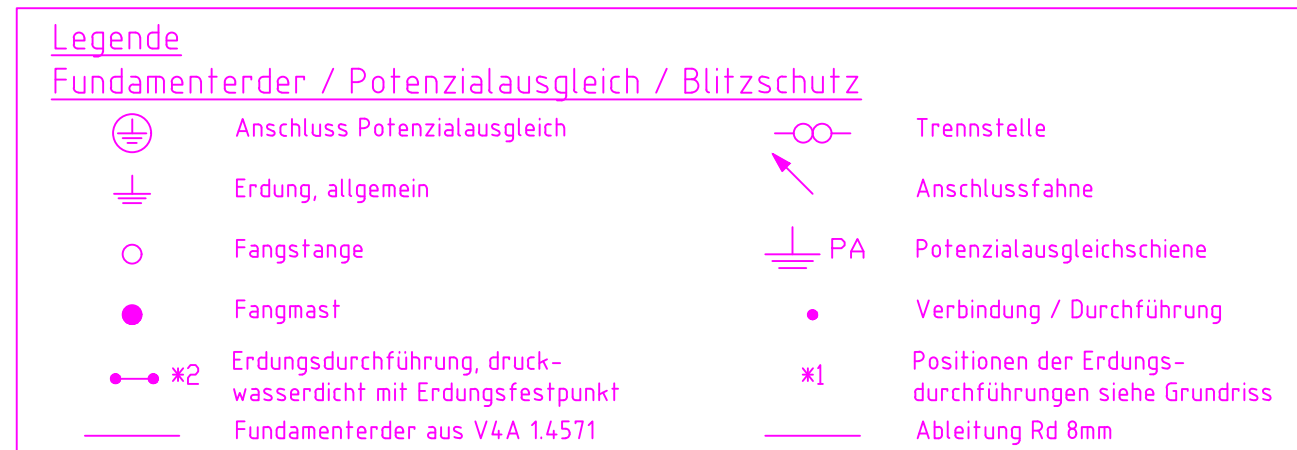 Legende
Fundamenterder / Potenzialausgleich / Blitzschutz
Anschluss Potenzialausgleich
Trennstelle
Erdung, allgemein
Anschlussfahne
Fangstange
PA Potenzialausgleichschiene
Fangmast
Verbindung / Durchführung
*2 Erdungsdurchführung, druck-
wasserdicht mit Erdungsfestpunkt
*1 Positionen der Erdungs-
durchführungen siehe Grundriss
Fundamenterder aus V4A 1.4571
Ableitung Rd 8mm